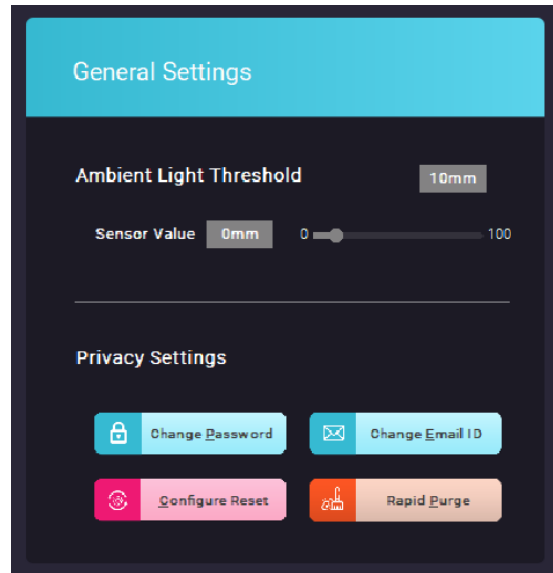 General Settings
Ambient Light Threshold 10mm
Sensor Value 0mm 0 100
Privacy Settings
Change Password Change Email ID
Configure Reset Rapid Purge